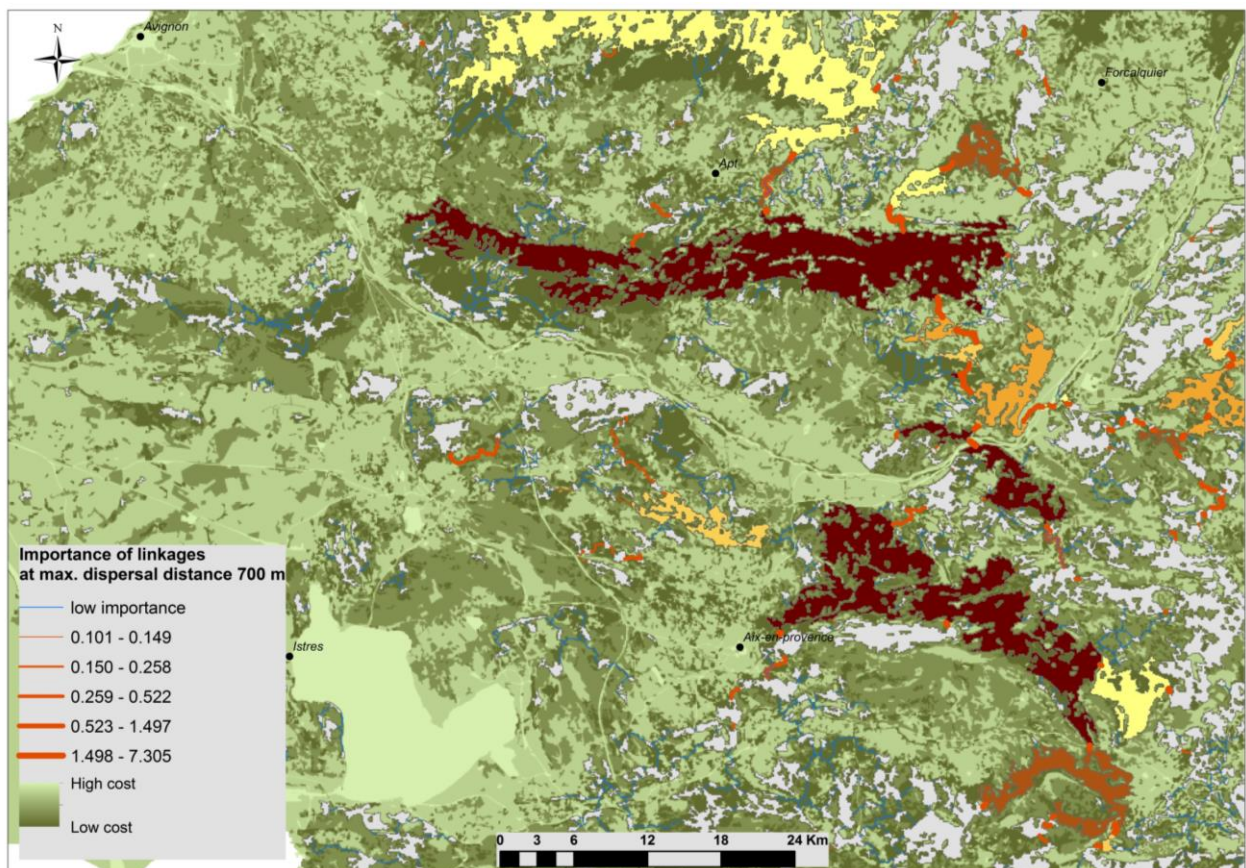 Avignon
N
Forcalquier
Apt
Importance of linkages
at max. dispersal distance 700 m
low importance
0.101 - 0.149
0.150 - 0.258
0.259 - 0.522
0.523 - 1.497
1.498 - 7.305
High cost
Low cost
Istres
Aix-en-provence
0 3 6 12 18 24 Km